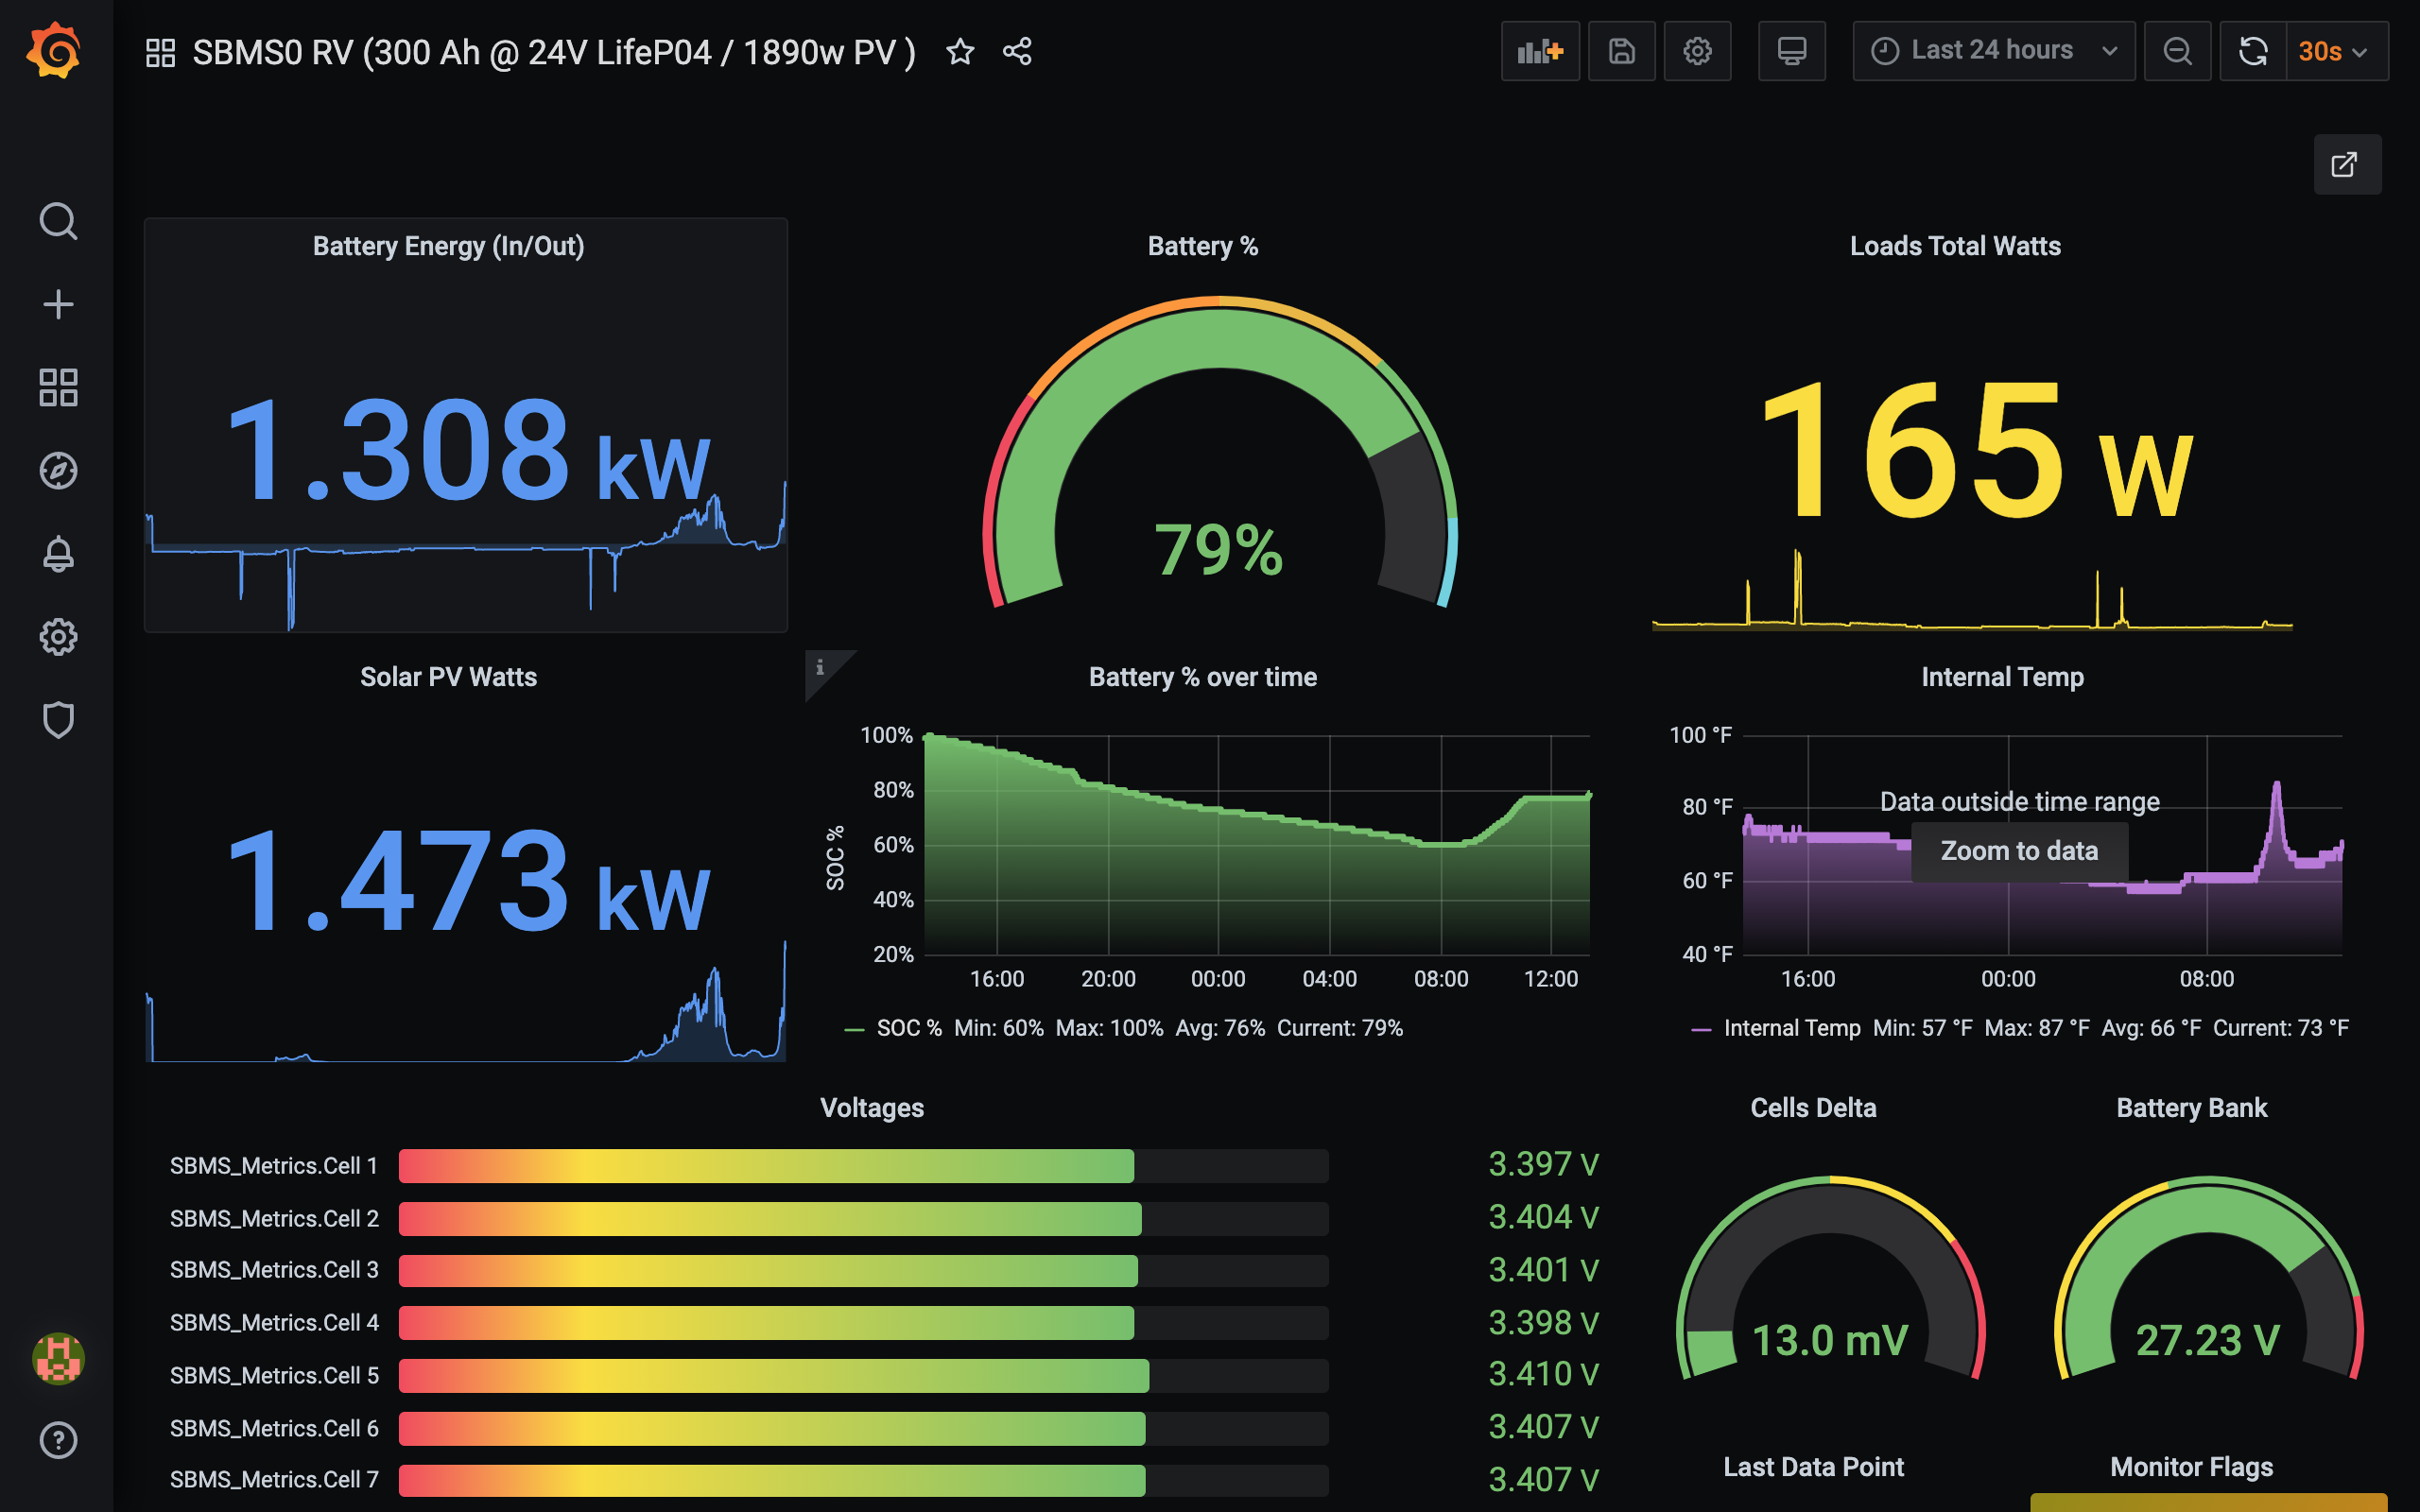 SBMS0 RV (300 Ah @ 24V LifeP04 / 1890w PV )
Last 24 hours
30s
Battery Energy (In/Out)
1.308 kW
Battery %
79%
Loads Total Watts
165 W
Solar PV Watts
1.473 kW
i
Battery % over time
100%
80%
60%
40%
20%
SOC %
16:00 20:00 00:00 04:00 08:00 12:00
SOC % Min: 60% Max: 100% Avg: 76% Current: 79%
Internal Temp
100 °F
80 °F
60 °F
40 °F
Data outside time range
Zoom to data
16:00 00:00 08:00
Internal Temp Min: 57 °F Max: 87 °F Avg: 66 °F Current: 73 °F
Voltages
SBMS_Metrics.Cell 1 3.397 V
SBMS_Metrics.Cell 2 3.404 V
SBMS_Metrics.Cell 3 3.401 V
SBMS_Metrics.Cell 4 3.398 V
SBMS_Metrics.Cell 5 3.410 V
SBMS_Metrics.Cell 6 3.407 V
SBMS_Metrics.Cell 7 3.407 V
Cells Delta
13.0 mV
Battery Bank
27.23 V
Last Data Point
Monitor Flags